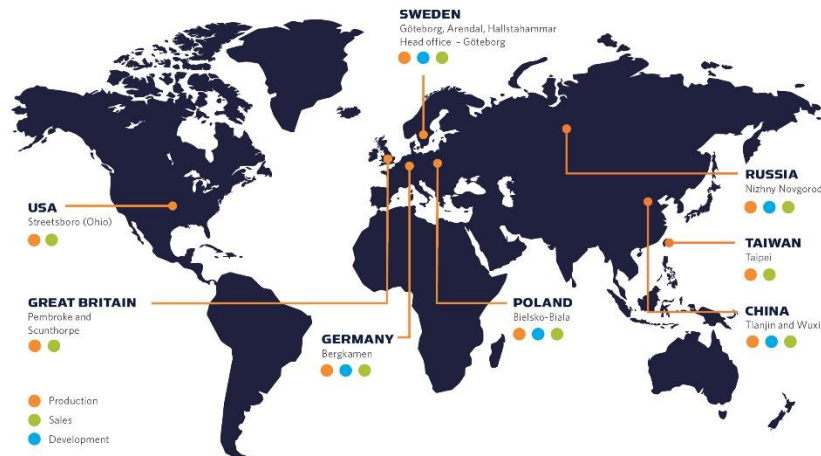 SWEDEN
Göteborg, Arendal, Hallstahammar
Head office – Göteborg
RUSSIA
Nizhny Novgorod
USA
Streetsboro (Ohio)
TAIWAN
Taipei
GREAT BRITAIN
Pembroke and
Scunthorpe
POLAND
Bielsko-Biala
CHINA
Tianjin and Wuxi
GERMANY
Bergkamen
Production
Sales
Development